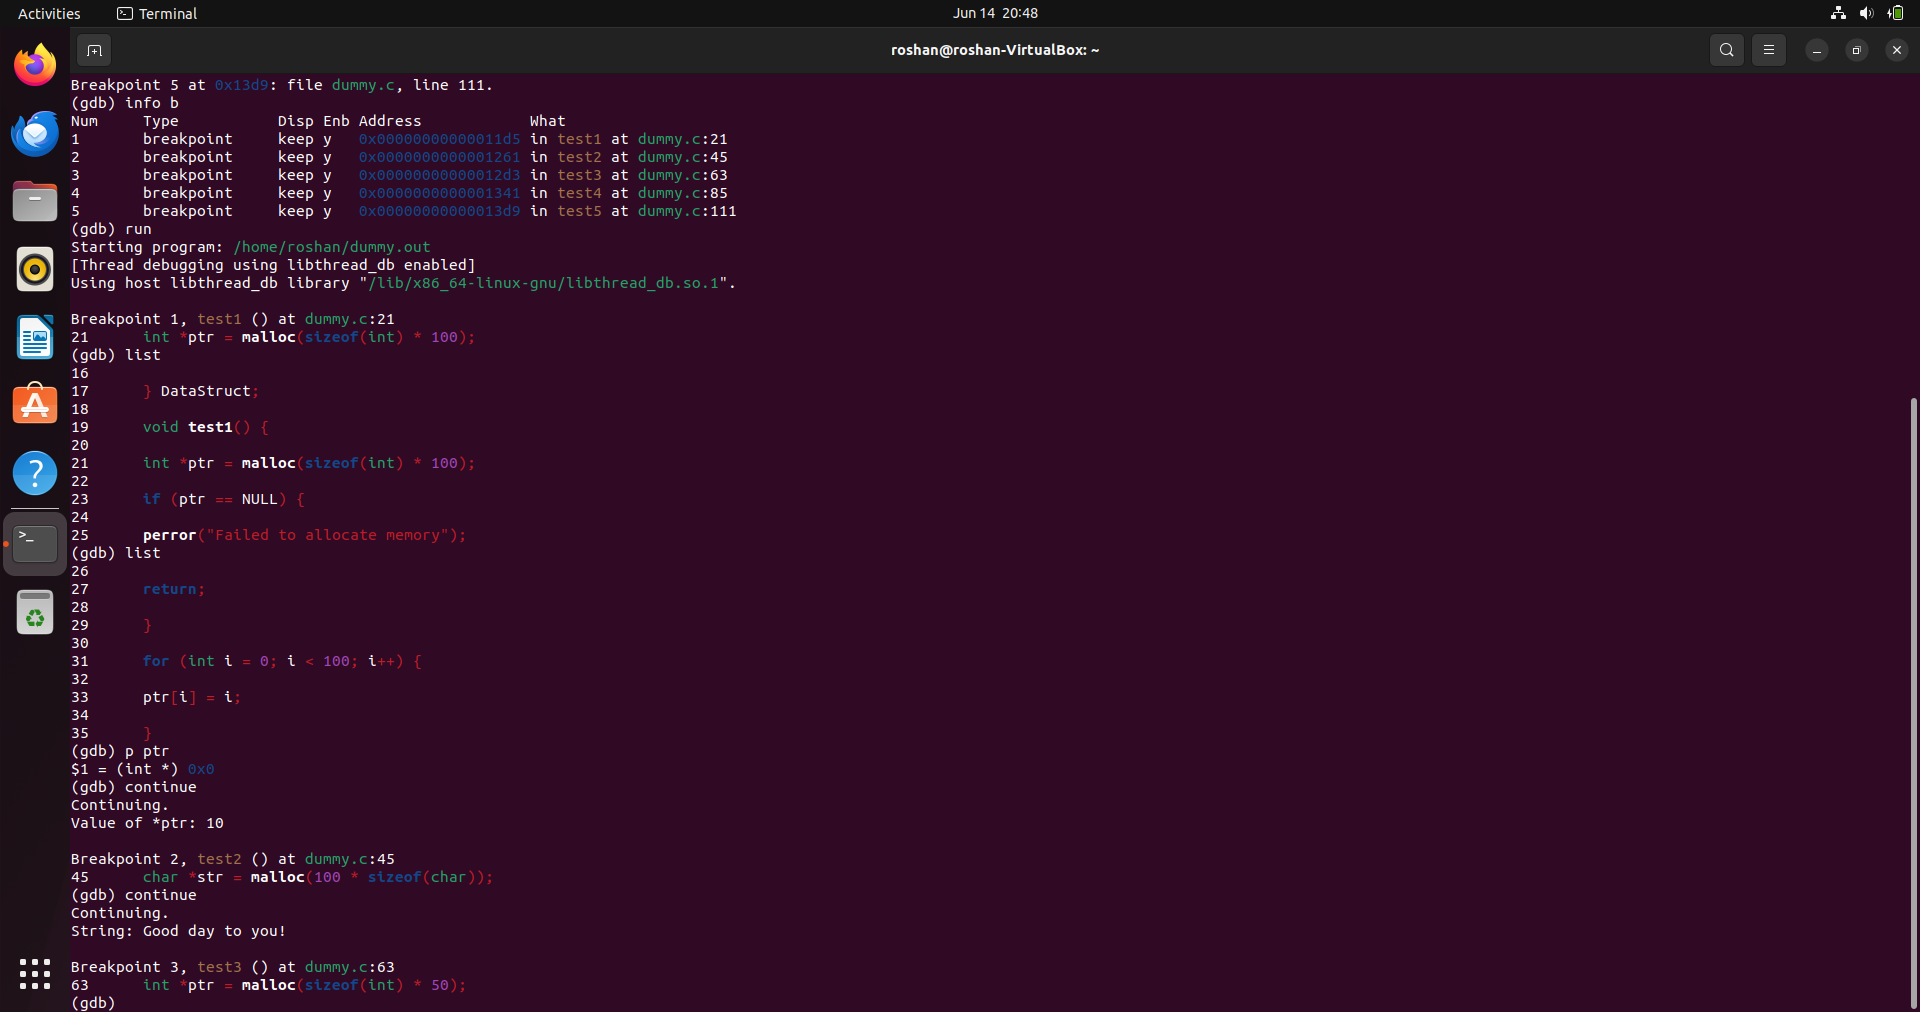 Activities Terminal Jun 14 20:48
roshan@roshan-VirtualBox: ~
Breakpoint 5 at 0x13d9: file dummy.c, line 111.
(gdb) info b
Num     Type           Disp Enb Address            What
1       breakpoint     keep y   0x00000000000011d5 in test1 at dummy.c:21
2       breakpoint     keep y   0x0000000000001261 in test2 at dummy.c:45
3       breakpoint     keep y   0x00000000000012d3 in test3 at dummy.c:63
4       breakpoint     keep y   0x0000000000001341 in test4 at dummy.c:85
5       breakpoint     keep y   0x00000000000013d9 in test5 at dummy.c:111
(gdb) run
Starting program: /home/roshan/dummy.out
[Thread debugging using libthread_db enabled]
Using host libthread_db library "/lib/x86_64-linux-gnu/libthread_db.so.1".
Breakpoint 1, test1 () at dummy.c:21
21      int *ptr = malloc(sizeof(int) * 100);
(gdb) list
16
17      } DataStruct;
18
19      void test1() {
20
21      int *ptr = malloc(sizeof(int) * 100);
22
23      if (ptr == NULL) {
24
25      perror("Failed to allocate memory");
(gdb) list
26
27      return;
28
29      }
30
31      for (int i = 0; i < 100; i++) {
32
33      ptr[i] = i;
34
35      }
(gdb) p ptr
$1 = (int *) 0x0
(gdb) continue
Continuing.
Value of *ptr: 10
Breakpoint 2, test2 () at dummy.c:45
45      char *str = malloc(100 * sizeof(char));
(gdb) continue
Continuing.
String: Good day to you!
Breakpoint 3, test3 () at dummy.c:63
63      int *ptr = malloc(sizeof(int) * 50);
(gdb)